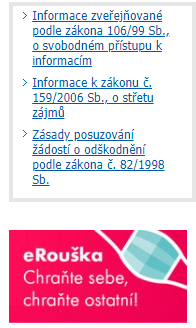 Informace zveřejňované
podle zákona 106/99 Sb.,
o svobodném přístupu k
informacím
Informace k zákonu č.
159/2006 Sb., o střetu
zájmů
Zásady posuzování
žádostí o odškodnění
podle zákona č. 82/1998
Sb.
eRouška
Chraňte sebe,
chraňte ostatní!